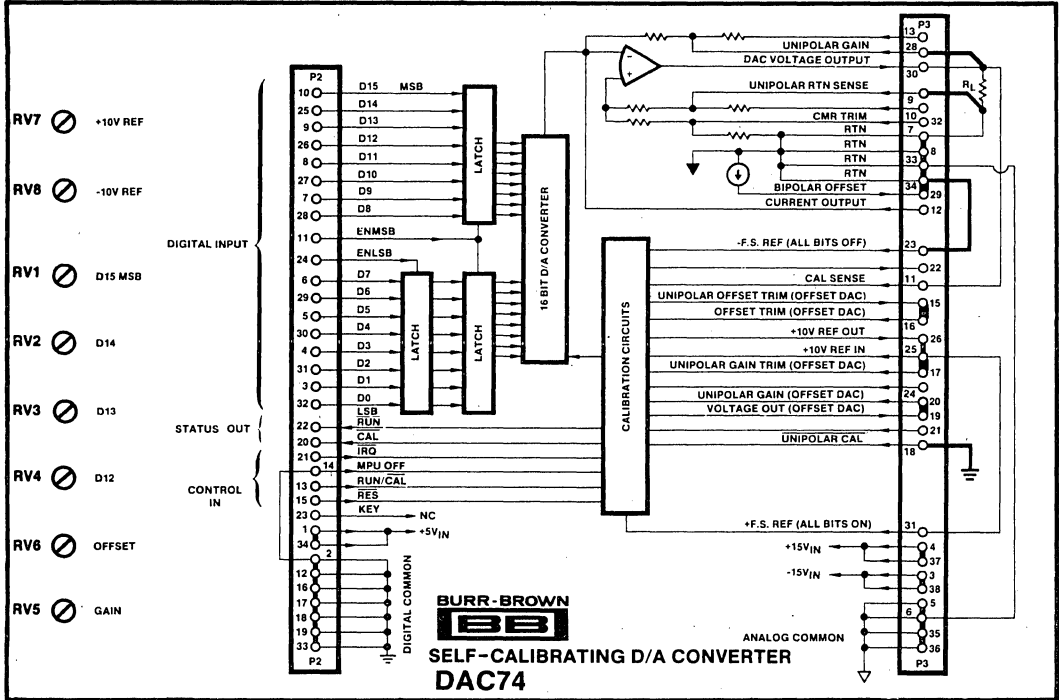 RV7 +10V REF
RV8 -10V REF
RV1 D15 MSB
RV2 D14
RV3 D13
RV4 D12
RV6 OFFSET
RV5 GAIN
DIGITAL INPUT
STATUS OUT
CONTROL
IN
P2
10 D15 MSB
25 D14
9 D13
26 D12
8 D11
27 D10
7 D9
28 D8
11 ENMSB
24 ENLSB
6 D7
29 D6
5 D5
30 D4
4 D3
31 D2
3 D1
32 D0
LSB
22 RUN
20 CAL
21 IRQ
14 MPU OFF
13 RUN/CAL
15 RES
23 KEY NC
1 +5VIN
34
2
12
16
17
18
19
33
P2
DIGITAL COMMON
LATCH
LATCH
LATCH
16 BIT D/A CONVERTER
CALIBRATION CIRCUITS
-
+
P3
13
UNIPOLAR GAIN 28
DAC VOLTAGE OUTPUT
30
RL
UNIPOLAR RTN SENSE
9
10
CMR TRIM 32
RTN 7
RTN 8
RTN 33
RTN
34
BIPOLAR OFFSET 29
CURRENT OUTPUT 12
-F.S. REF (ALL BITS OFF) 23
22
CAL SENSE 11
UNIPOLAR OFFSET TRIM (OFFSET DAC) 15
OFFSET TRIM (OFFSET DAC)
16
+10V REF OUT 26
+10V REF IN 25
UNIPOLAR GAIN TRIM (OFFSET DAC) 17
24
UNIPOLAR GAIN (OFFSET DAC) 20
VOLTAGE OUT (OFFSET DAC) 19
21
UNIPOLAR CAL 18
+F.S. REF (ALL BITS ON) 31
+15VIN 4
37
-15VIN 3
38
5
6
35
ANALOG COMMON 36
P3
BURR-BROWN
BB
SELF-CALIBRATING D/A CONVERTER
DAC74